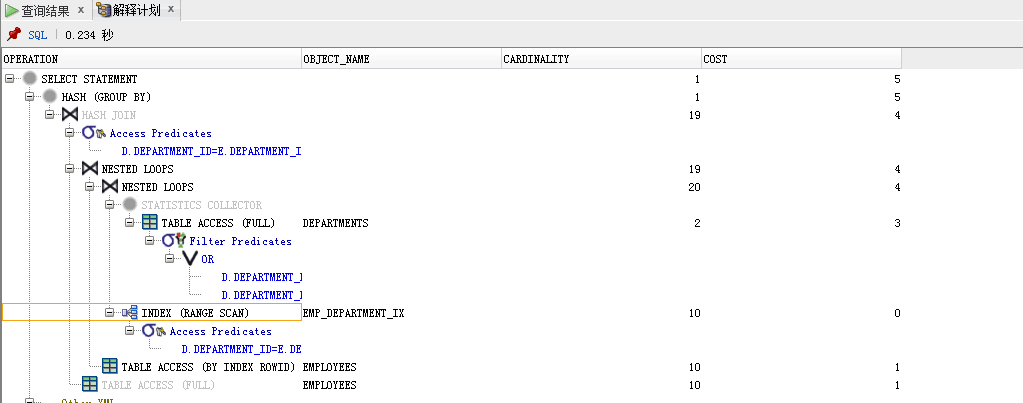 查询结果 × 解释计划 ×
SQL | 0.234 秒
OPERATION OBJECT_NAME CARDINALITY COST
SELECT STATEMENT 1 5
HASH (GROUP BY) 1 5
HASH JOIN 19 4
Access Predicates
D.DEPARTMENT_ID=E.DEPARTMENT_I
NESTED LOOPS 19 4
NESTED LOOPS 20 4
STATISTICS COLLECTOR
TABLE ACCESS (FULL) DEPARTMENTS 2 3
Filter Predicates
OR
D.DEPARTMENT_
D.DEPARTMENT_
INDEX (RANGE SCAN) EMP_DEPARTMENT_IX 10 0
Access Predicates
D.DEPARTMENT_ID=E.DE
TABLE ACCESS (BY INDEX ROWID) EMPLOYEES 10 1
TABLE ACCESS (FULL) EMPLOYEES 10 1
Other XML